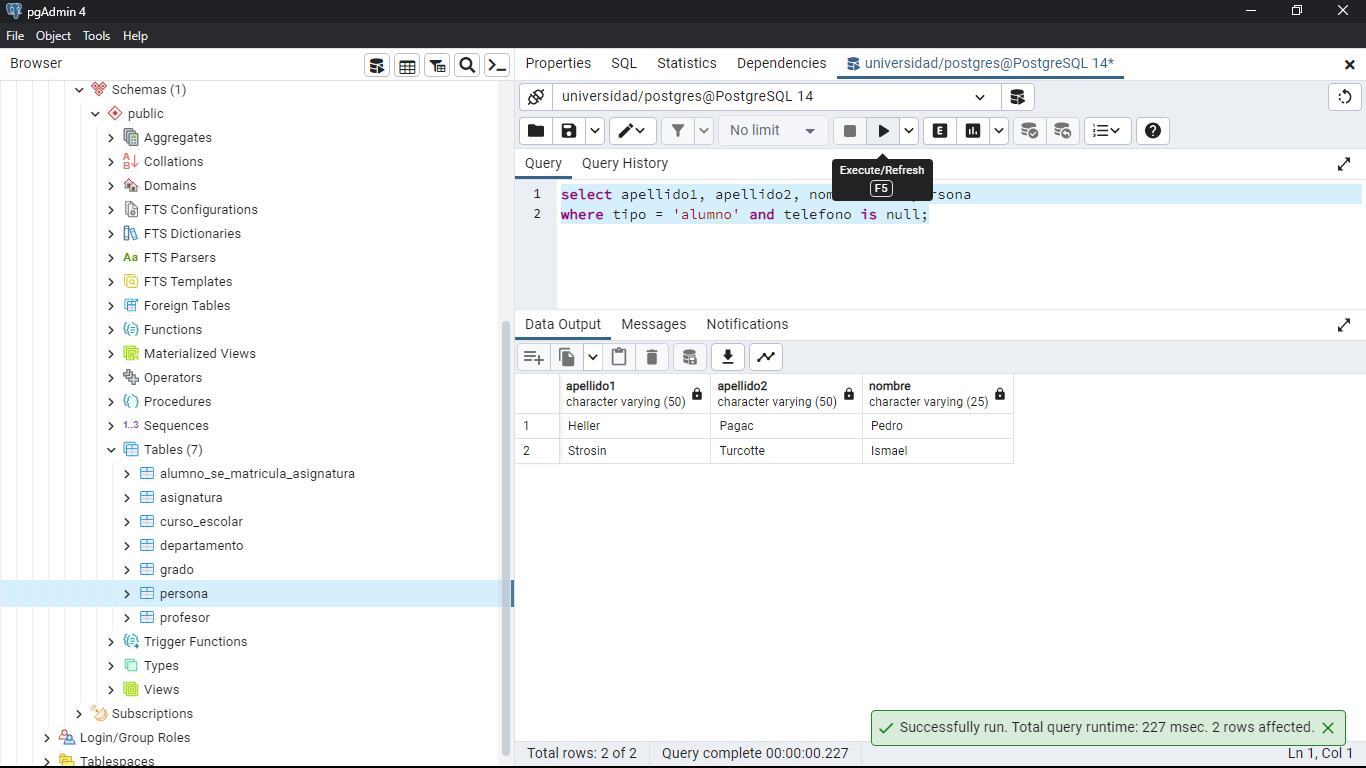 pgAdmin 4
File Object Tools Help
Browser
Properties SQL Statistics Dependencies universidad/postgres@PostgreSQL 14*
Schemas (1)
public
Aggregates
Collations
Domains
FTS Configurations
FTS Dictionaries
Aa FTS Parsers
FTS Templates
Foreign Tables
Functions
Materialized Views
Operators
Procedures
1..3 Sequences
Tables (7)
alumno_se_matricula_asignatura
asignatura
curso_escolar
departamento
grado
persona
profesor
Trigger Functions
Types
Views
Subscriptions
Login/Group Roles
Tablespaces
universidad/postgres@PostgreSQL 14
No limit
E
Query Query History
Execute/Refresh
F5
1 select apellido1, apellido2, nom rsona
2 where tipo = 'alumno' and telefono is null;
Data Output Messages Notifications
apellido1 apellido2 nombre
character varying (50) character varying (50) character varying (25)
1 Heller Pagac Pedro
2 Strosin Turcotte Ismael
Successfully run. Total query runtime: 227 msec. 2 rows affected.
Total rows: 2 of 2 Query complete 00:00:00.227 Ln 1, Col 1